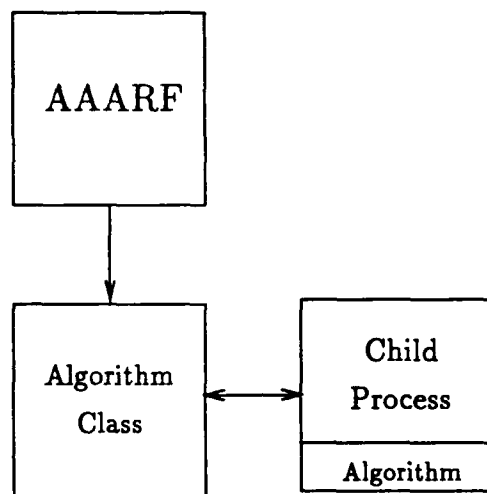 AAARF
Algorithm
Class
Child
Process
Algorithm